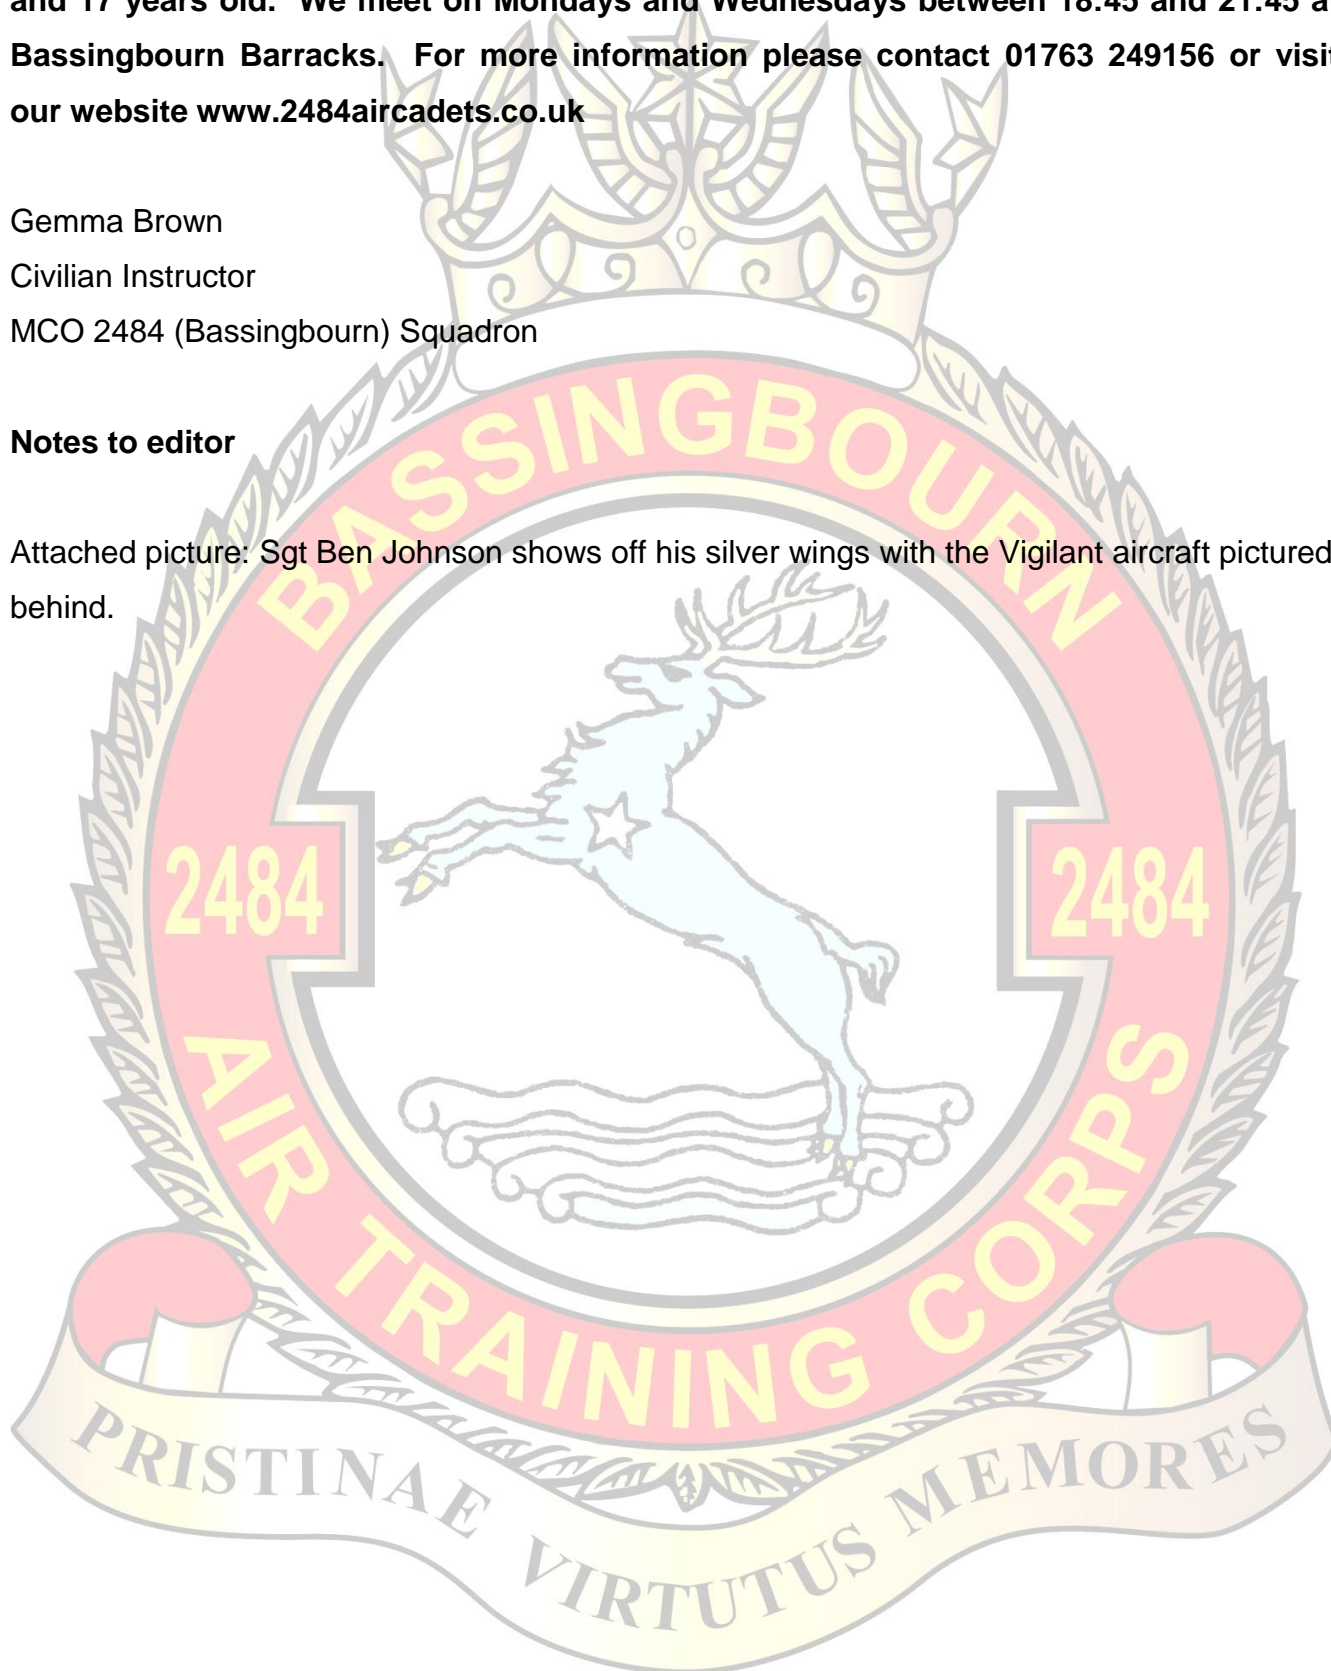 and 17 years old. We meet on Mondays and Wednesdays between 18:45 and 21:45 a
Bassingbourn Barracks. For more information please contact 01763 249156 or visit
our website www.2484aircadets.co.uk
Gemma Brown
Civilian Instructor
MCO 2484 (Bassingbourn) Squadron
Notes to editor
Attached picture: Sgt Ben Johnson shows off his silver wings with the Vigilant aircraft pictured
behind.
BASSINGBOURN
2484
2484
AIR TRAINING CORPS
PRISTINAE VIRTUTUS MEMORES